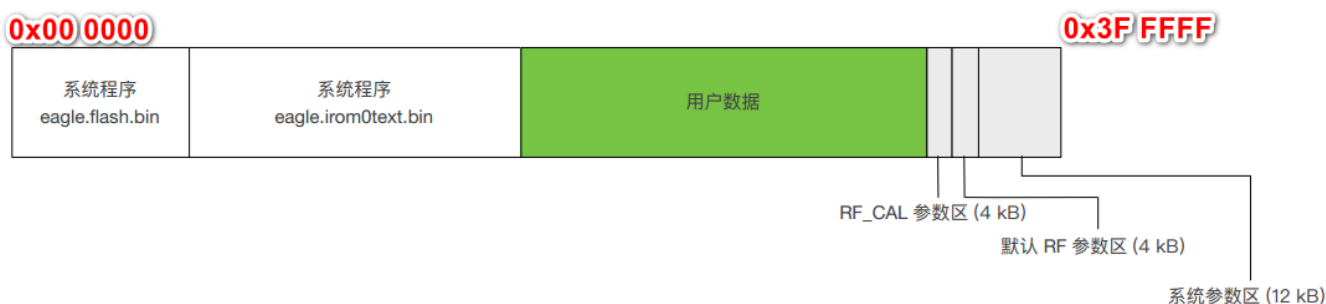 0x00 0000
0x3F FFFF
系统程序
eagle.flash.bin
系统程序
eagle.irom0text.bin
用户数据
RF_CAL 参数区 (4 kB)
默认 RF 参数区 (4 kB)
系统参数区 (12 kB)